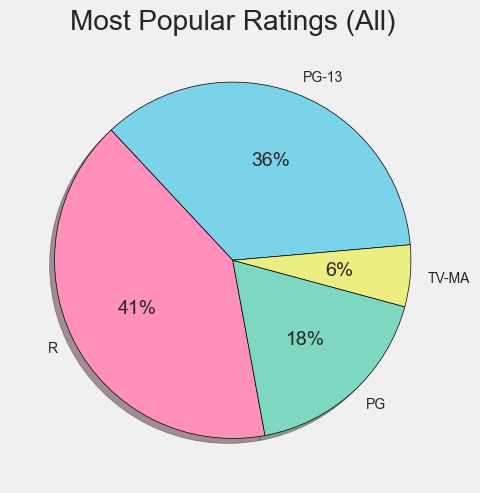 Most Popular Ratings (All)
PG-13
36%
6%
TV-MA
41%
18%
R
PG